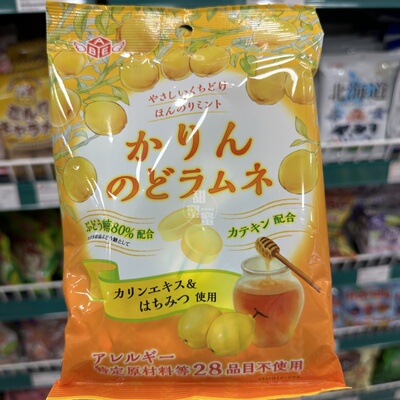 ABE
やさしいくちどけ
ほんのりミント
かりん
のどラムネ
ぶどう糖80%配合
カテキン配合
カリンエキス&
はちみつ 使用
アレルギー
特定原材料等28品目不使用
北海道